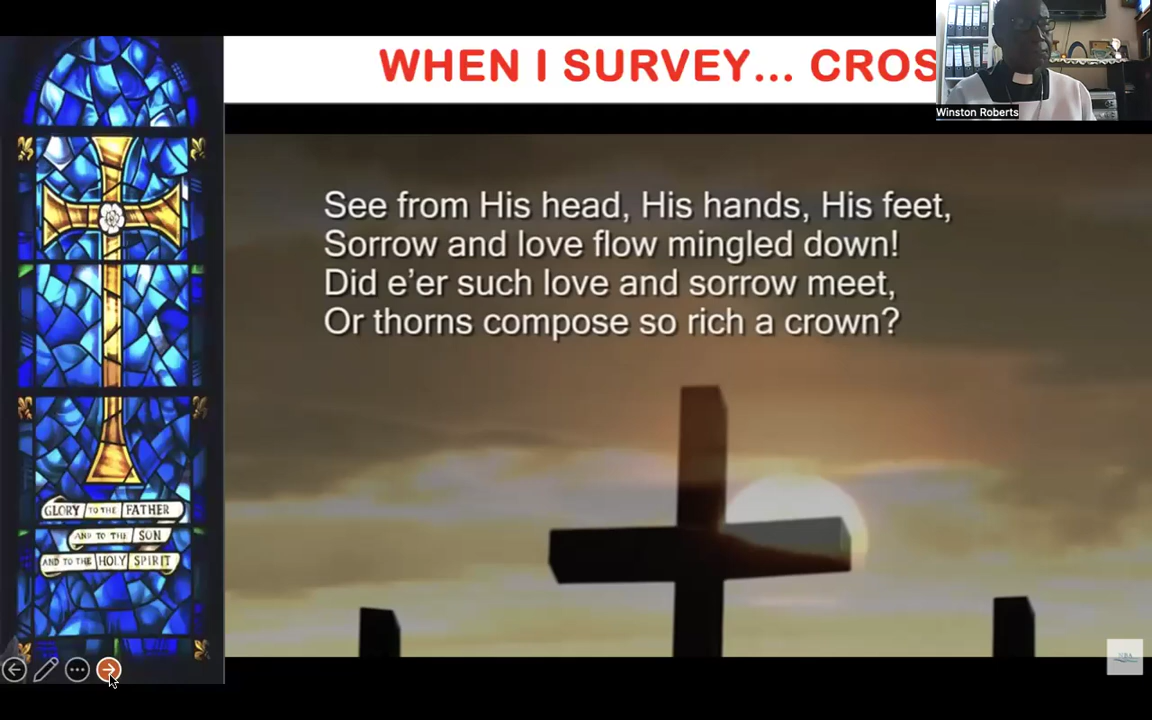 WHEN I SURVEY... CROS
Winston Roberts
See from His head, His hands, His feet,
Sorrow and love flow mingled down!
Did e'er such love and sorrow meet,
Or thorns compose so rich a crown?
GLORY TO THE FATHER
AND TO THE SON
AND TO THE HOLY SPIRIT